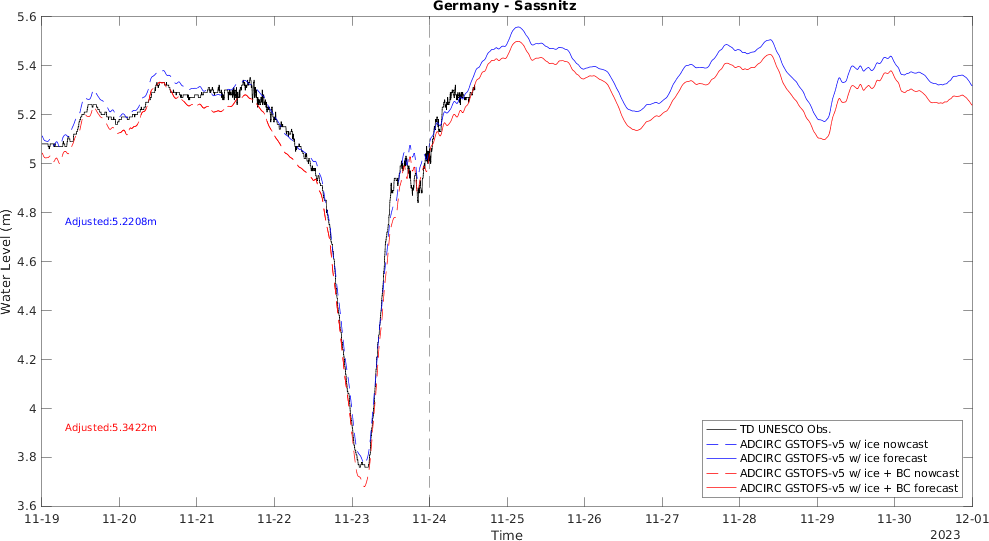 Germany - Sassnitz
5.6
5.4
5.2
5
4.8
4.6
4.4
4.2
4
3.8
3.6
Water Level (m)
Adjusted:5.2208m
Adjusted:5.3422m
TD UNESCO Obs.
ADCIRC GSTOFS-v5 w/ ice nowcast
ADCIRC GSTOFS-v5 w/ ice forecast
ADCIRC GSTOFS-v5 w/ ice + BC nowcast
ADCIRC GSTOFS-v5 w/ ice + BC forecast
11-19 11-20 11-21 11-22 11-23 11-24 11-25 11-26 11-27 11-28 11-29 11-30 12-01
Time
2023